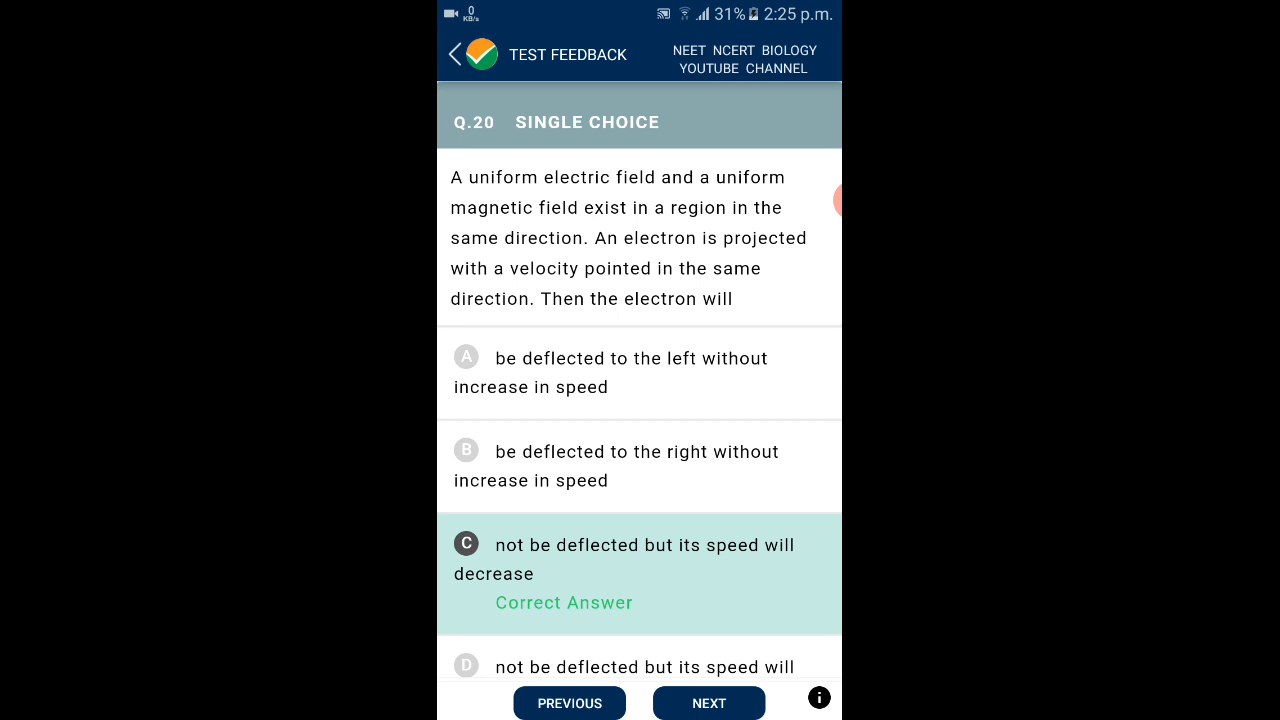 0
KB/s
31% 2:25 p.m.
TEST FEEDBACK
NEET NCERT BIOLOGY
YOUTUBE CHANNEL
Q.20 SINGLE CHOICE
A uniform electric field and a uniform
magnetic field exist in a region in the
same direction. An electron is projected
with a velocity pointed in the same
direction. Then the electron will
A be deflected to the left without
increase in speed
B be deflected to the right without
increase in speed
C not be deflected but its speed will
decrease
Correct Answer
D not be deflected but its speed will
PREVIOUS NEXT i